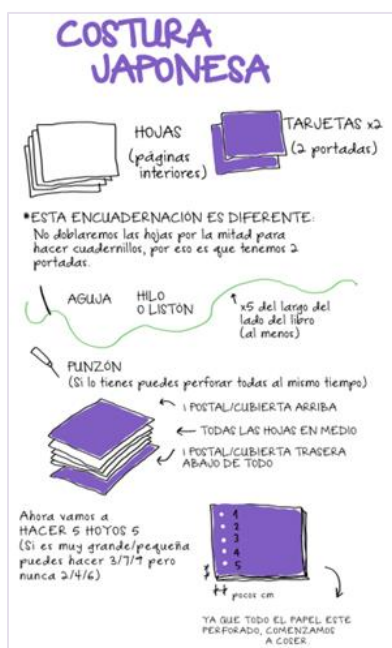 COSTURA
JAPONESA
HOJAS
(páginas
interiores)
TARJETAS x2
(2 portadas)
*ESTA ENCUADERNACIÓN ES DIFERENTE:
No doblaremos las hojas por la mitad para
hacer cuadernillos, por eso es que tenemos 2
portadas.
AGUJA
HILO
O LISTÓN
x5 del largo del
lado del libro
(al menos)
PUNZÓN
(Si lo tienes puedes perforar todas al mismo tiempo)
1 POSTAL/CUBIERTA ARRIBA
TODAS LAS HOJAS EN MEDIO
1 POSTAL/CUBIERTA TRASERA
ABAJO DE TODO
Ahora vamos a
HACER 5 HOYOS 5
(Si es muy grande/pequeña
puedes hacer 3/7/9 pero
nunca 2/4/6)
1
2
3
4
5
pocos cm
YA QUE TODO EL PAPEL ESTE
PERFORADO, COMENZAMOS
A COSER.